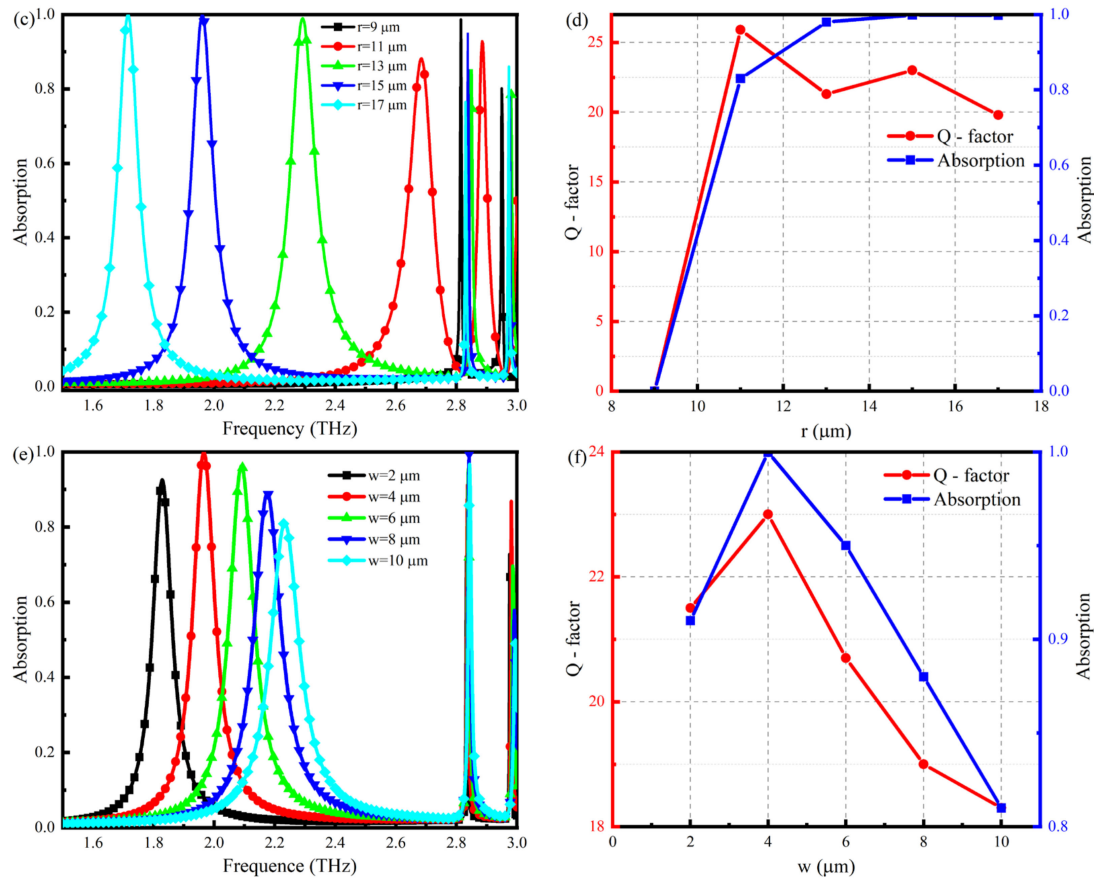 (c)
r=9 μm
r=11 μm
r=13 μm
r=15 μm
r=17 μm
1.0
0.8
0.6
0.4
0.2
0.0
Absorption
1.6 1.8 2.0 2.2 2.4 2.6 2.8 3.0
Frequency (THz)
(d)
25
20
15
10
5
0
Q - factor
Q - factor
Absorption
1.0
0.8
0.6
0.4
0.2
0.0
Absorption
8 10 12 14 16 18
r (μm)
(e)
w=2 μm
w=4 μm
w=6 μm
w=8 μm
w=10 μm
1.0
0.8
0.6
0.4
0.2
0.0
Absorption
1.6 1.8 2.0 2.2 2.4 2.6 2.8 3.0
Frequence (THz)
(f)
24
22
20
18
Q - factor
Q - factor
Absorption
1.0
0.9
0.8
Absorption
0 2 4 6 8 10
w (μm)